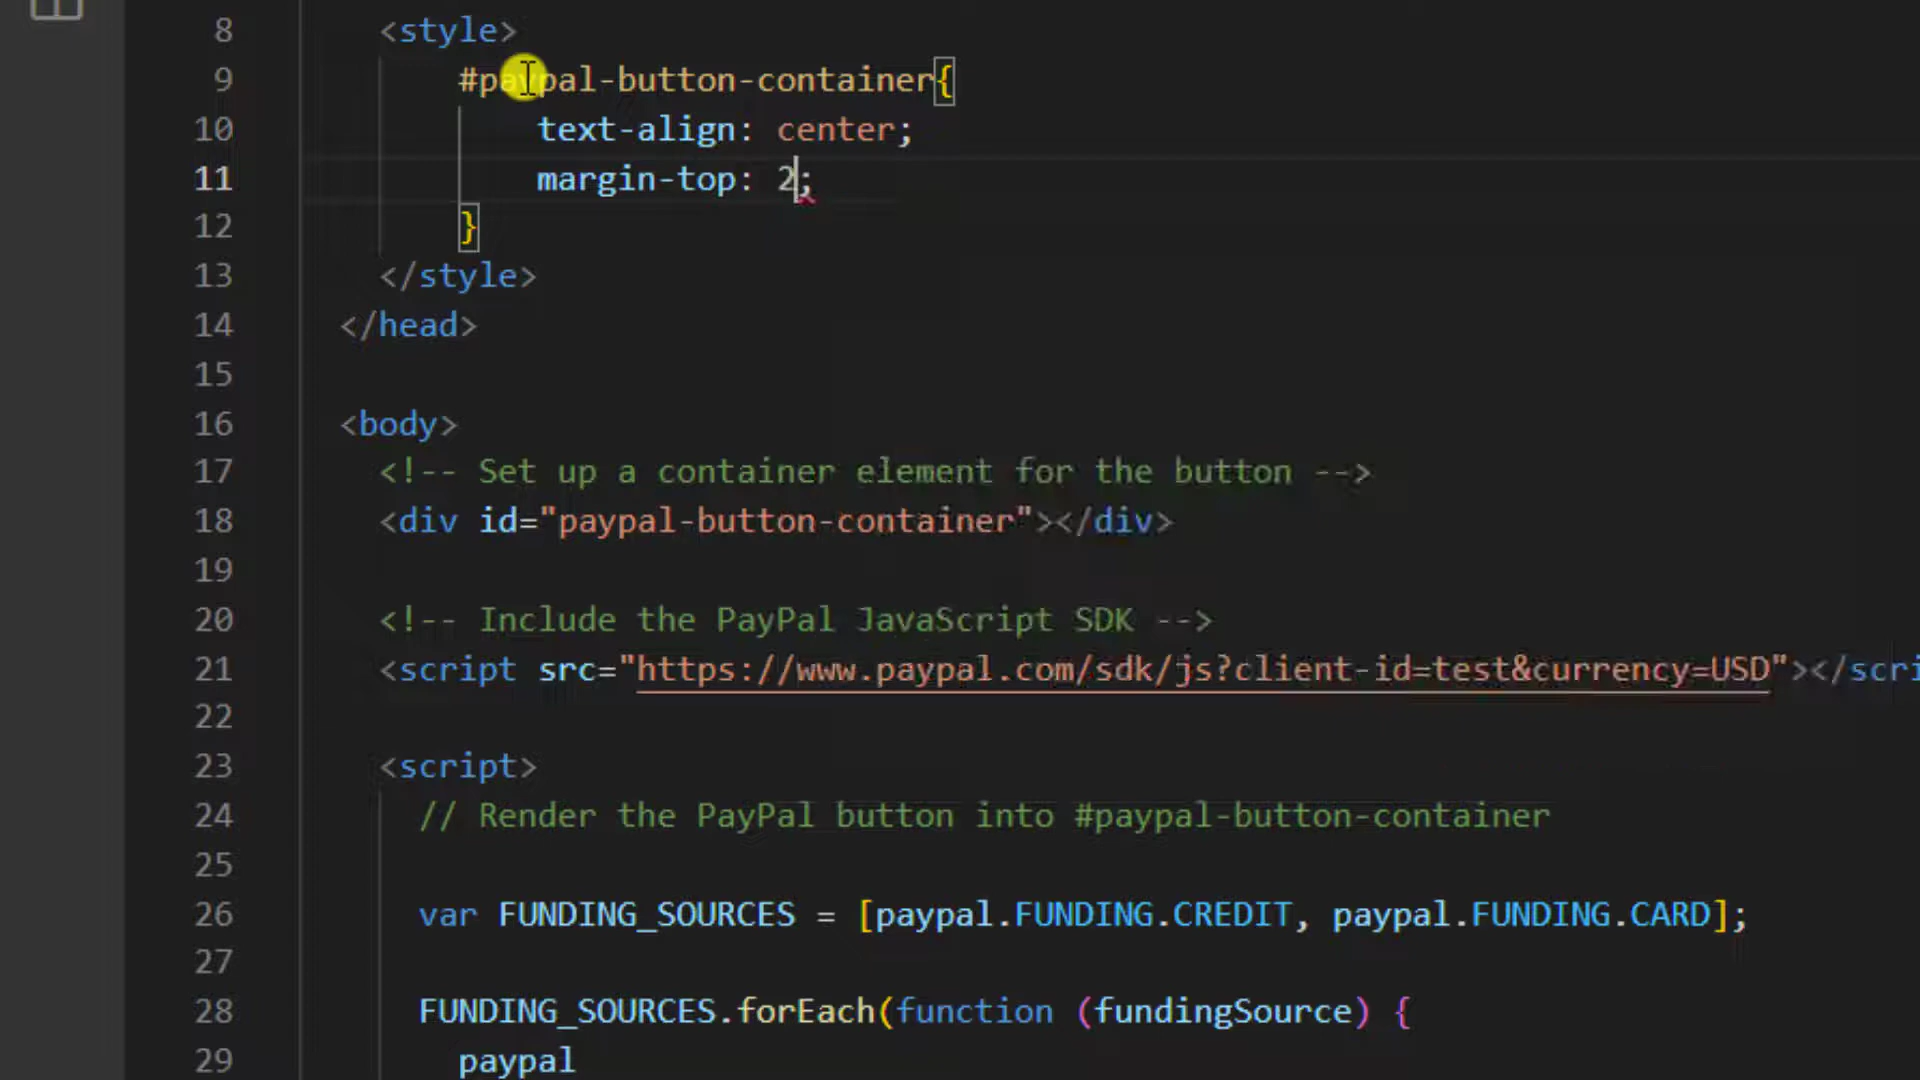 8 <style>
9 #paypal-button-container{
10 text-align: center;
11 margin-top: 2;
12 }
13 </style>
14 </head>
15
16 <body>
17 <!-- Set up a container element for the button -->
18 <div id="paypal-button-container"></div>
19
20 <!-- Include the PayPal JavaScript SDK -->
21 <script src="https://www.paypal.com/sdk/js?client-id=test&currency=USD"></scri
22
23 <script>
24 // Render the PayPal button into #paypal-button-container
25
26 var FUNDING_SOURCES = [paypal.FUNDING.CREDIT, paypal.FUNDING.CARD];
27
28 FUNDING_SOURCES.forEach(function (fundingSource) {
29 paypal